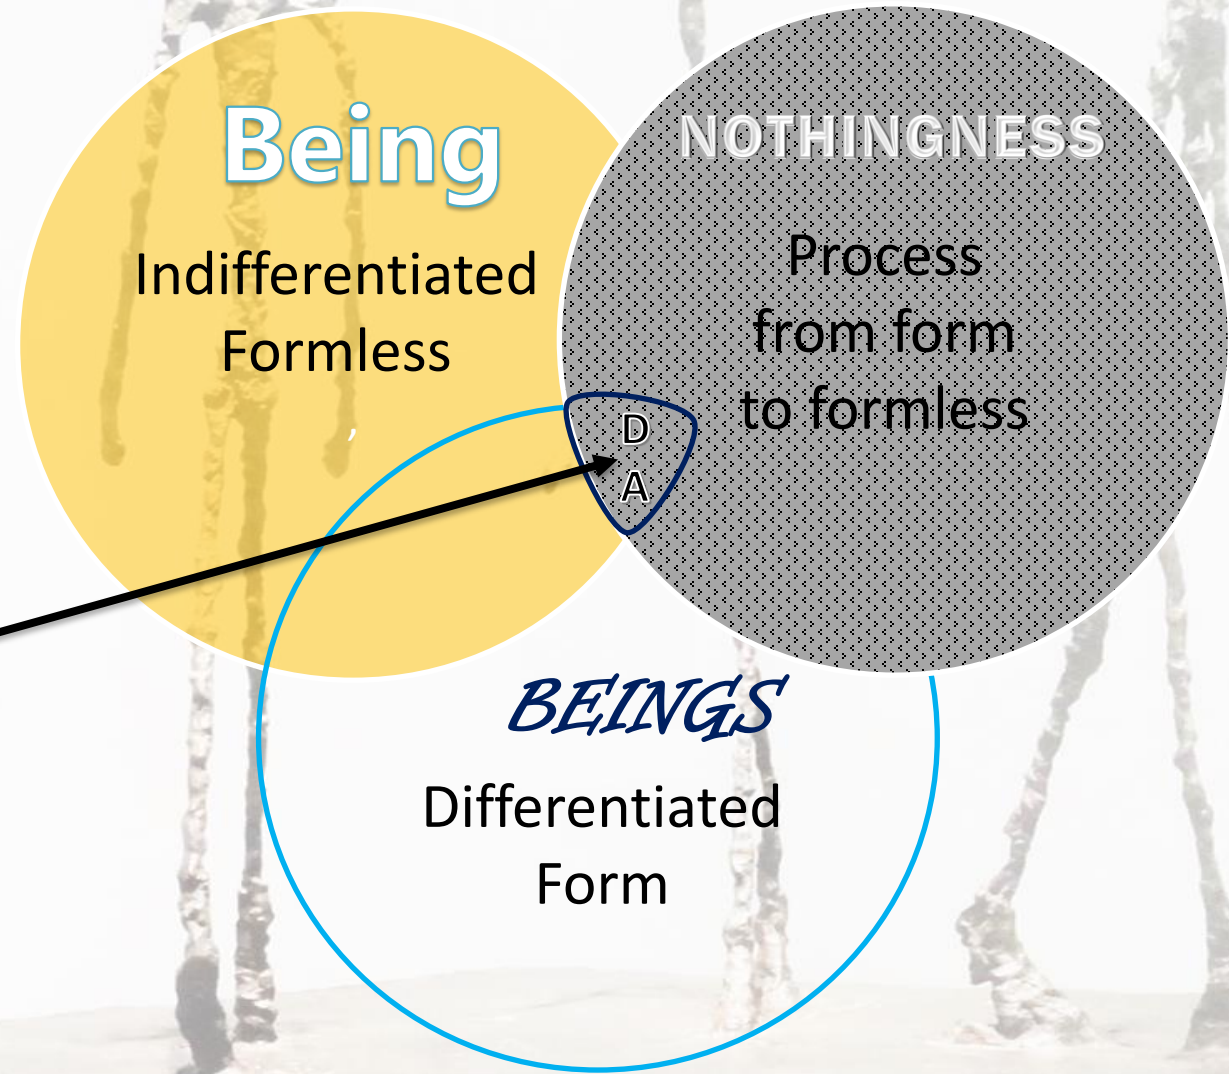 Being
Indifferentiated
Formless
,
NOTHINGNESS
Process
from form
to formless
D
A
BEINGS
Differentiated
Form